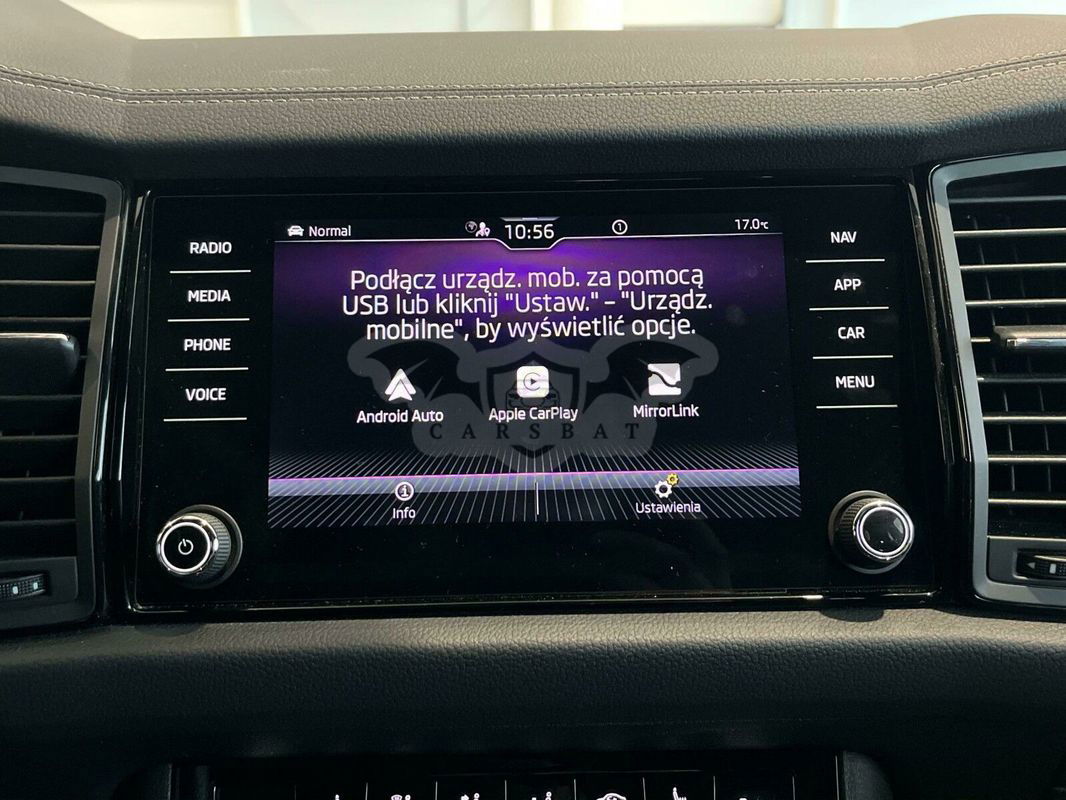 RADIO
MEDIA
PHONE
VOICE
Normal
10:56
1
17.0°C
Podłącz urządz. mob. za pomocą
USB lub kliknij "Ustaw." – "Urządz.
mobilne", by wyświetlić opcje.
Android Auto
Apple CarPlay
MirrorLink
CARSBAT
Info
Ustawienia
NAV
APP
CAR
MENU